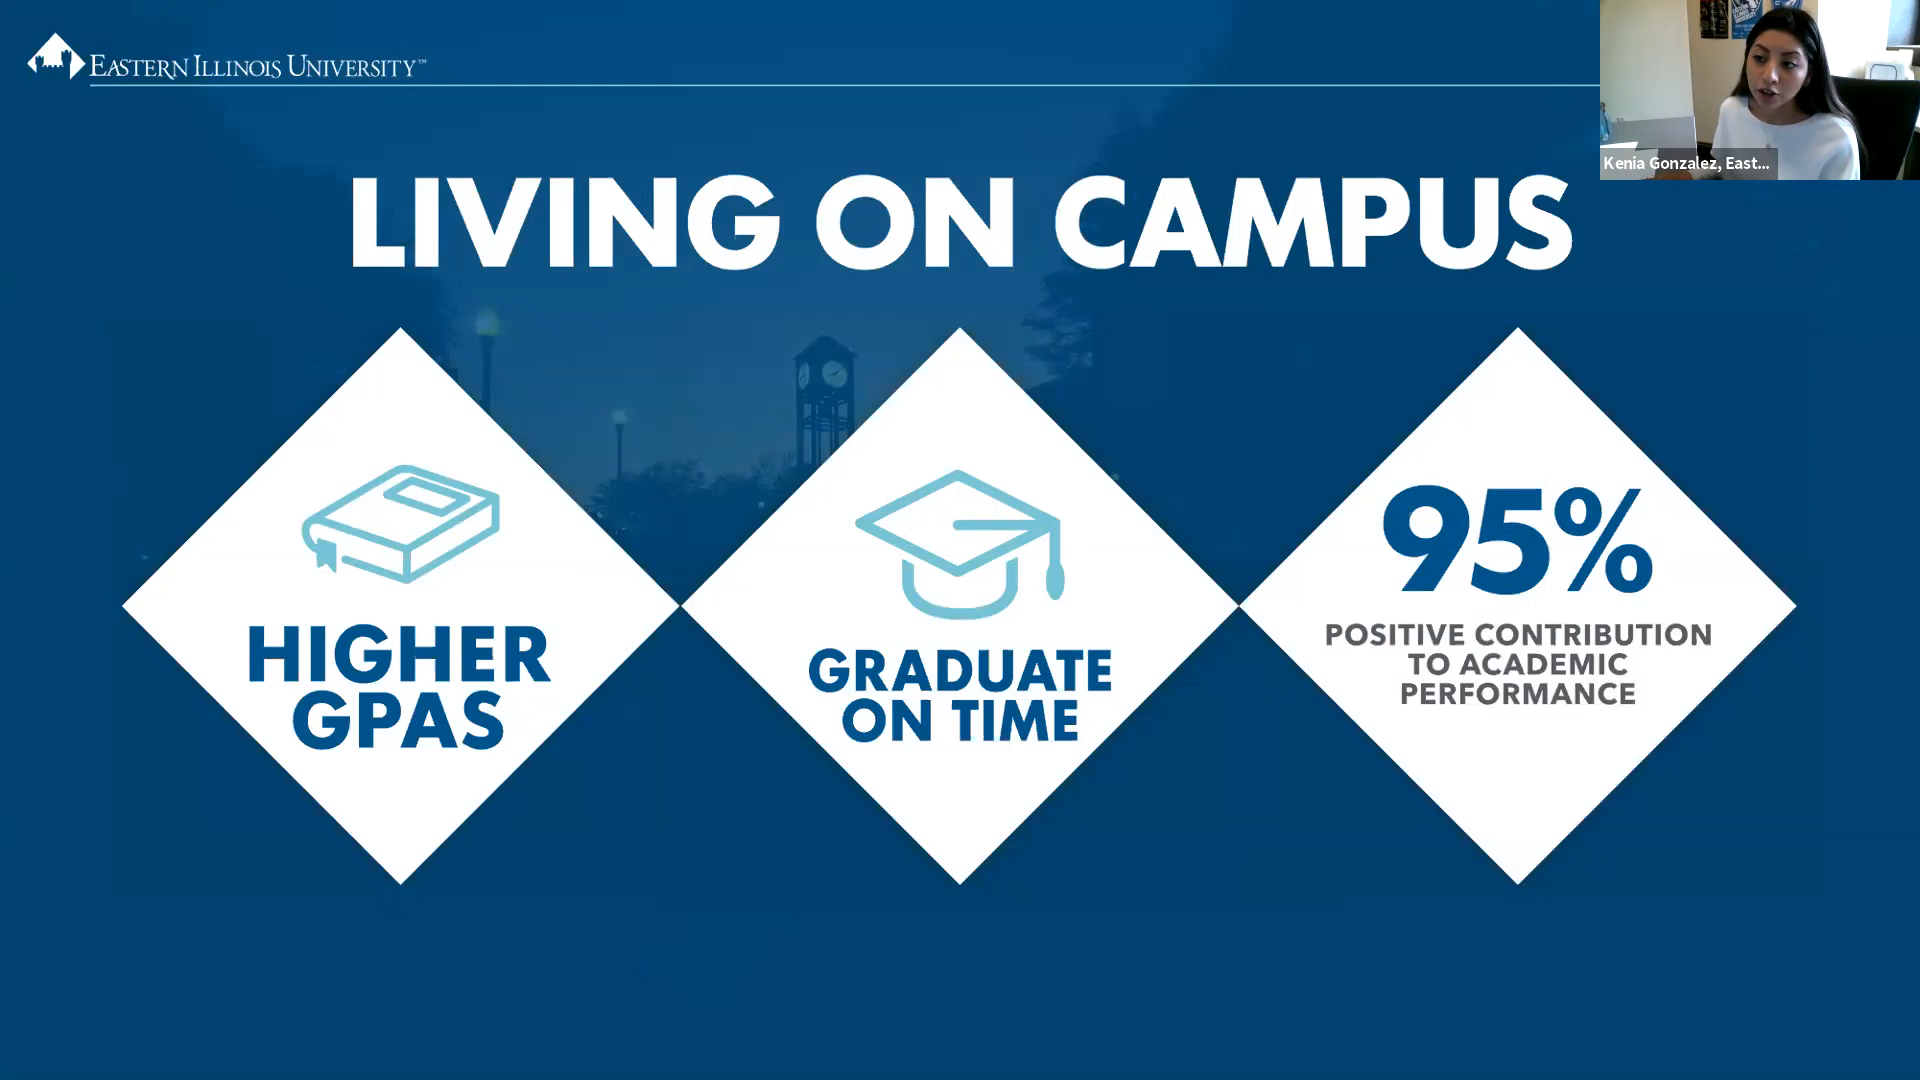 EASTERN ILLINOIS UNIVERSITY™
Kenia Gonzalez, East...
LIVING ON CAMPUS
HIGHER
GPAS
GRADUATE
ON TIME
95%
POSITIVE CONTRIBUTION
TO ACADEMIC
PERFORMANCE